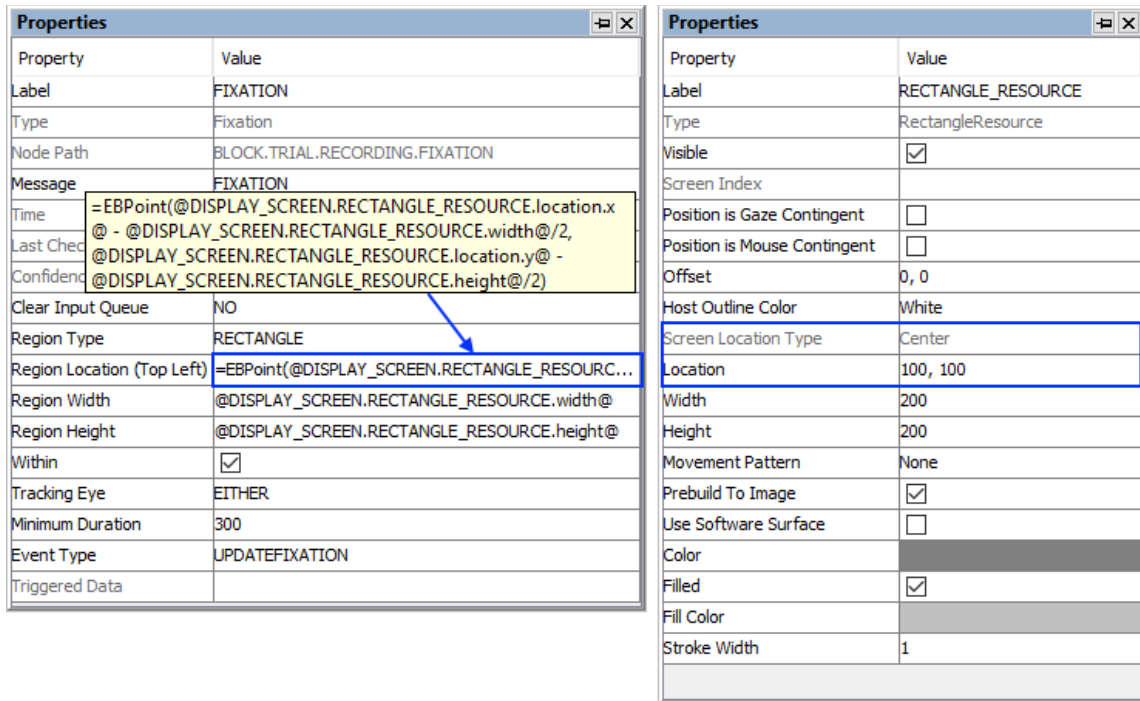 Properties
Property Value
Label FIXATION
Type Fixation
Node Path BLOCK.TRIAL.RECORDING.FIXATION
Message FIXATION
Time
Last Chec
Confidenc
=EBPoint(@DISPLAY_SCREEN.RECTANGLE_RESOURCE.location.x
@ - @DISPLAY_SCREEN.RECTANGLE_RESOURCE.width@/2,
@DISPLAY_SCREEN.RECTANGLE_RESOURCE.location.y@ -
@DISPLAY_SCREEN.RECTANGLE_RESOURCE.height@/2)
Clear Input Queue NO
Region Type RECTANGLE
Region Location (Top Left) =EBPoint(@DISPLAY_SCREEN.RECTANGLE_RESOURC...
Region Width @DISPLAY_SCREEN.RECTANGLE_RESOURCE.width@
Region Height @DISPLAY_SCREEN.RECTANGLE_RESOURCE.height@
Within
Tracking Eye EITHER
Minimum Duration 300
Event Type UPDATEFIXATION
Triggered Data
Properties
Property Value
Label RECTANGLE_RESOURCE
Type RectangleResource
Visible
Screen Index
Position is Gaze Contingent
Position is Mouse Contingent
Offset 0, 0
Host Outline Color White
Screen Location Type Center
Location 100, 100
Width 200
Height 200
Movement Pattern None
Prebuild To Image
Use Software Surface
Color
Filled
Fill Color
Stroke Width 1